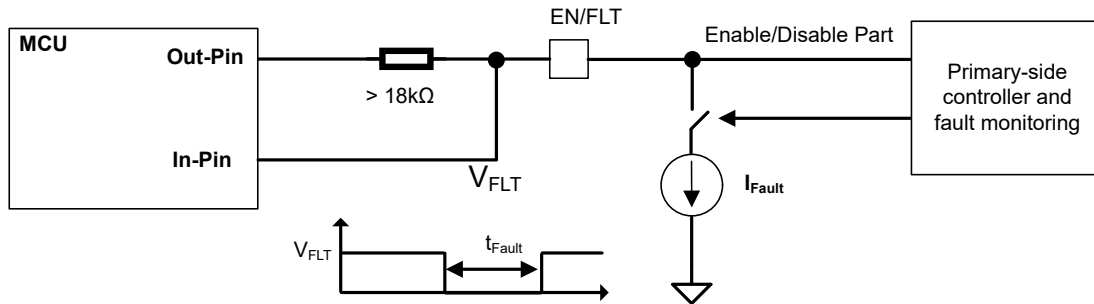 EN/FLT
MCU
Out-Pin
Enable/Disable Part
Primary-side
controller and
fault monitoring
> 18kΩ
In-Pin
VFLT
IFault
VFLT
tFault